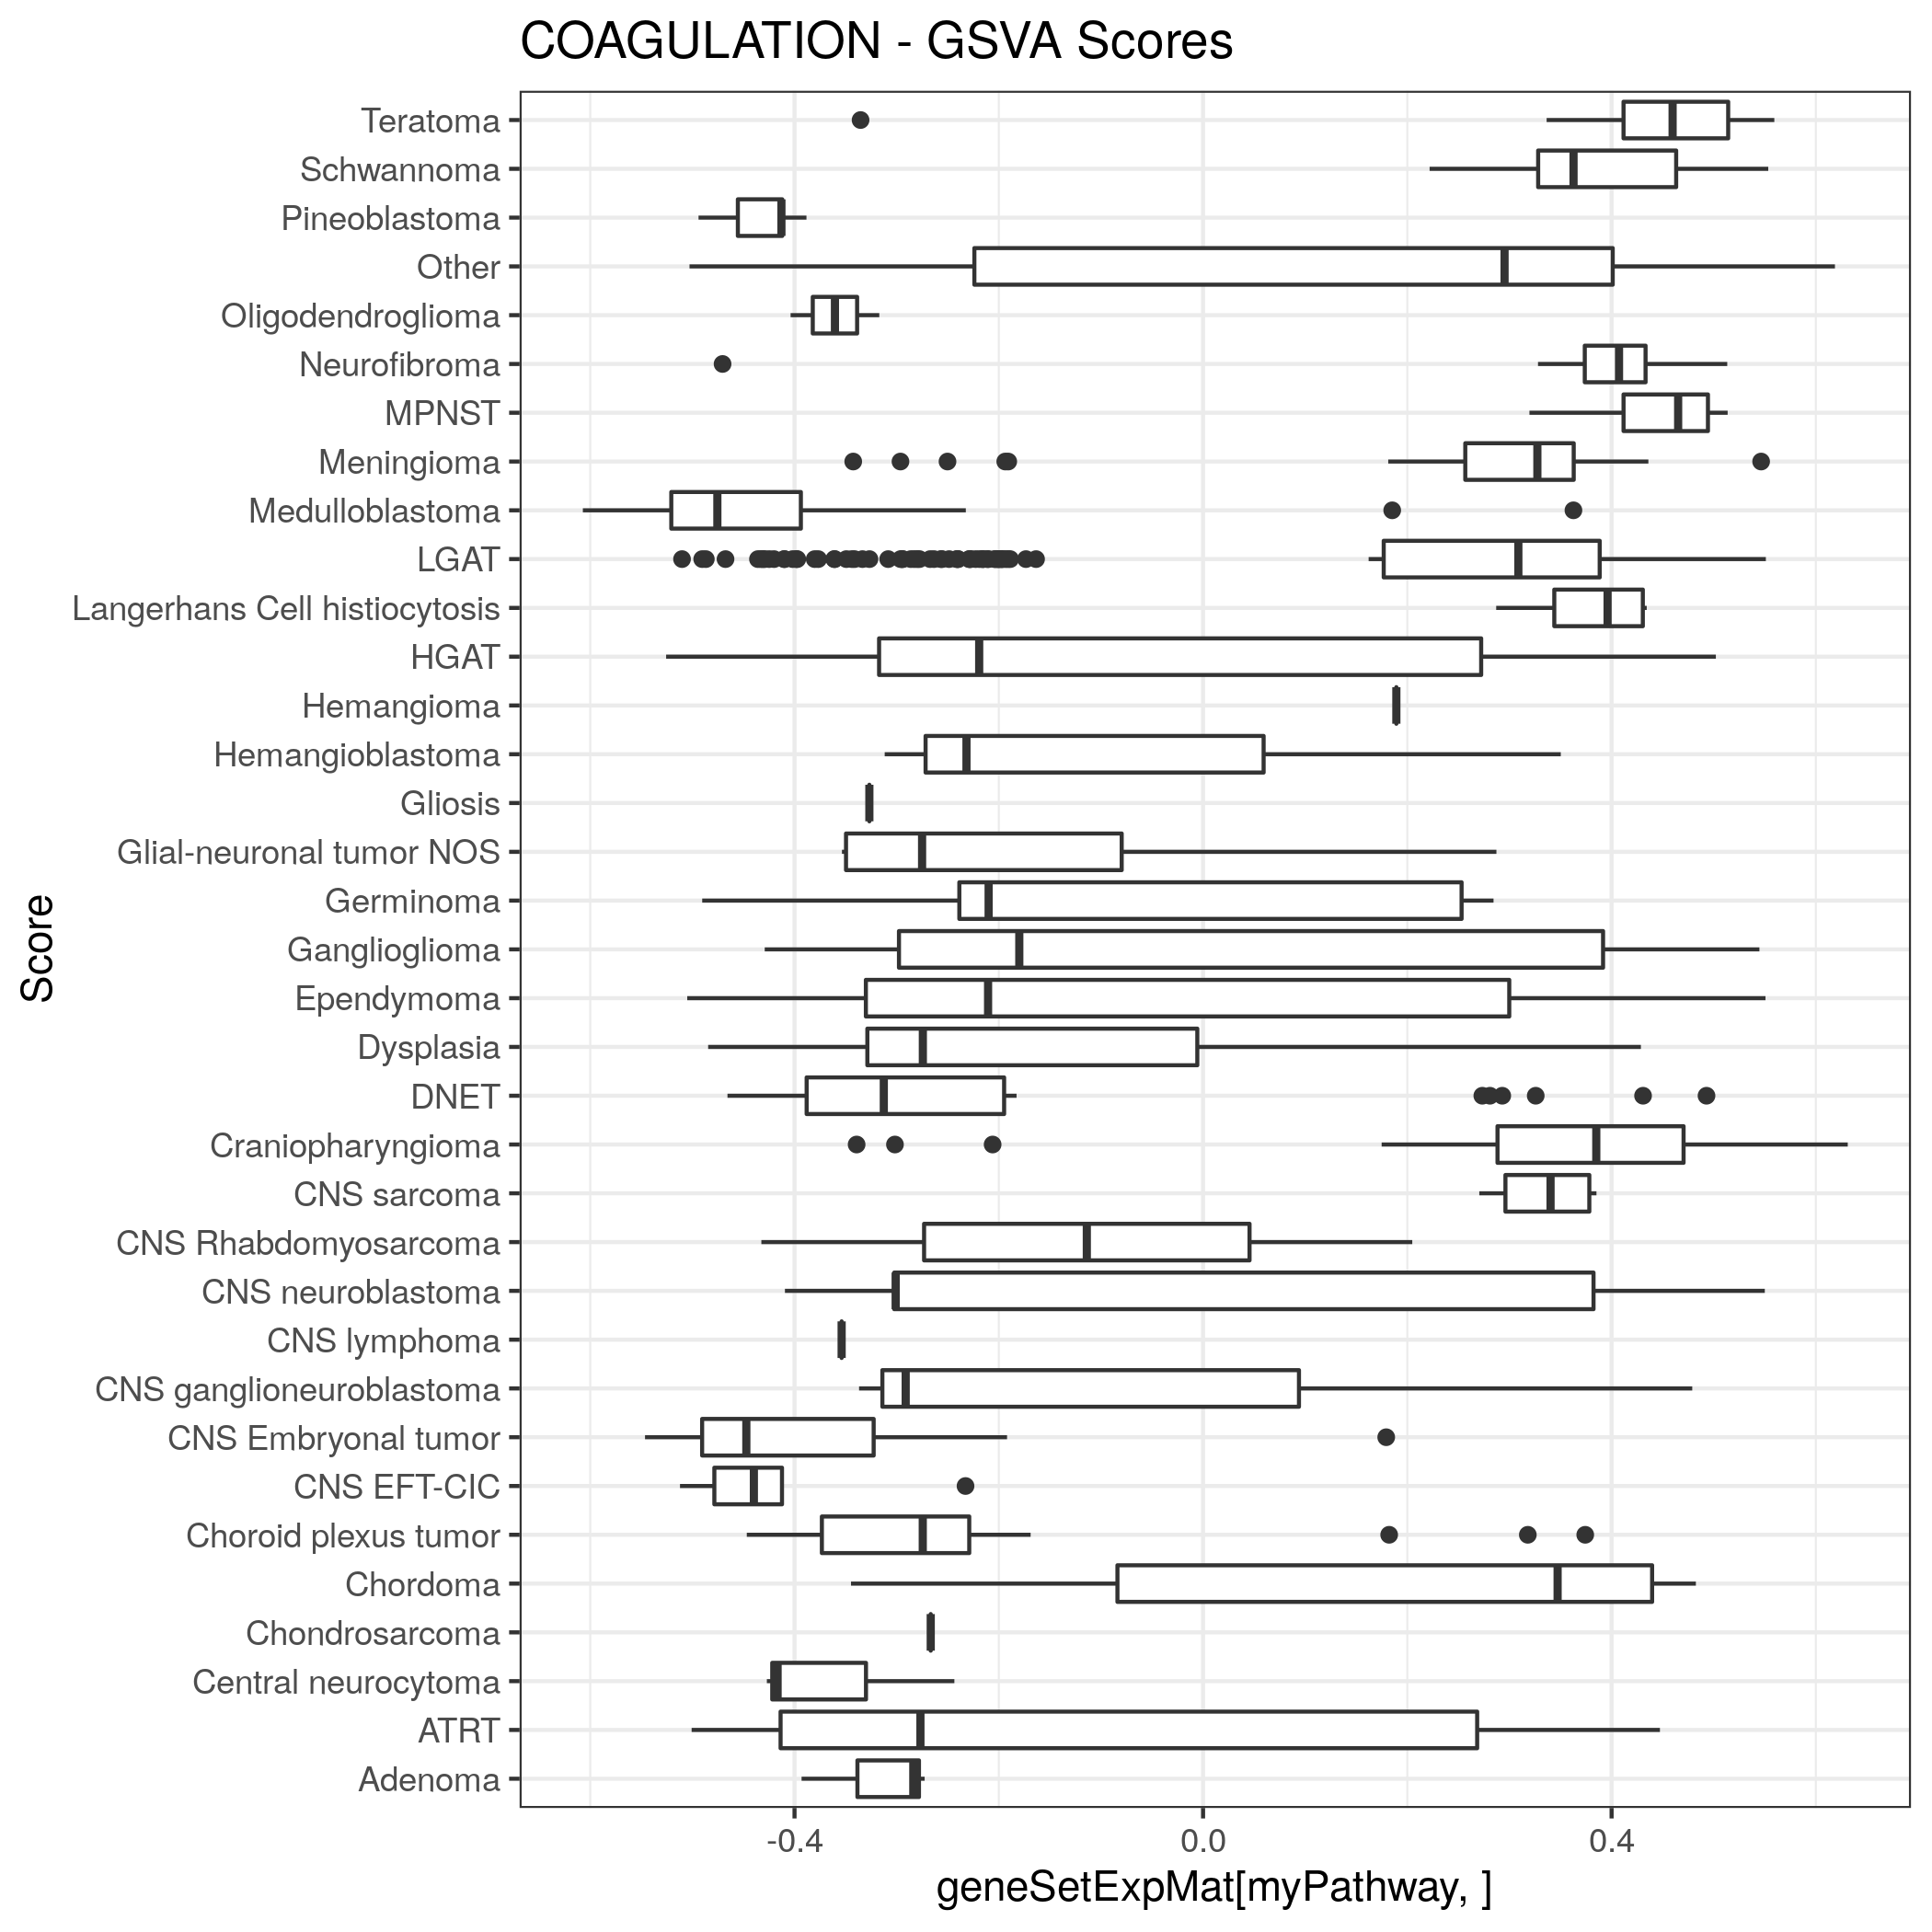 COAGULATION - GSVA Scores
Teratoma
Schwannoma
Pineoblastoma
Other
Oligodendroglioma
Neurofibroma
MPNST
Meningioma
Medulloblastoma
LGAT
Langerhans Cell histiocytosis
HGAT
Hemangioma
Hemangioblastoma
Gliosis
Glial-neuronal tumor NOS
Germinoma
Ganglioglioma
Ependymoma
Dysplasia
DNET
Craniopharyngioma
CNS sarcoma
CNS Rhabdomyosarcoma
CNS neuroblastoma
CNS lymphoma
CNS ganglioneuroblastoma
CNS Embryonal tumor
CNS EFT-CIC
Choroid plexus tumor
Chordoma
Chondrosarcoma
Central neurocytoma
ATRT
Adenoma
Score
-0.4 0.0 0.4
geneSetExpMat[myPathway, ]